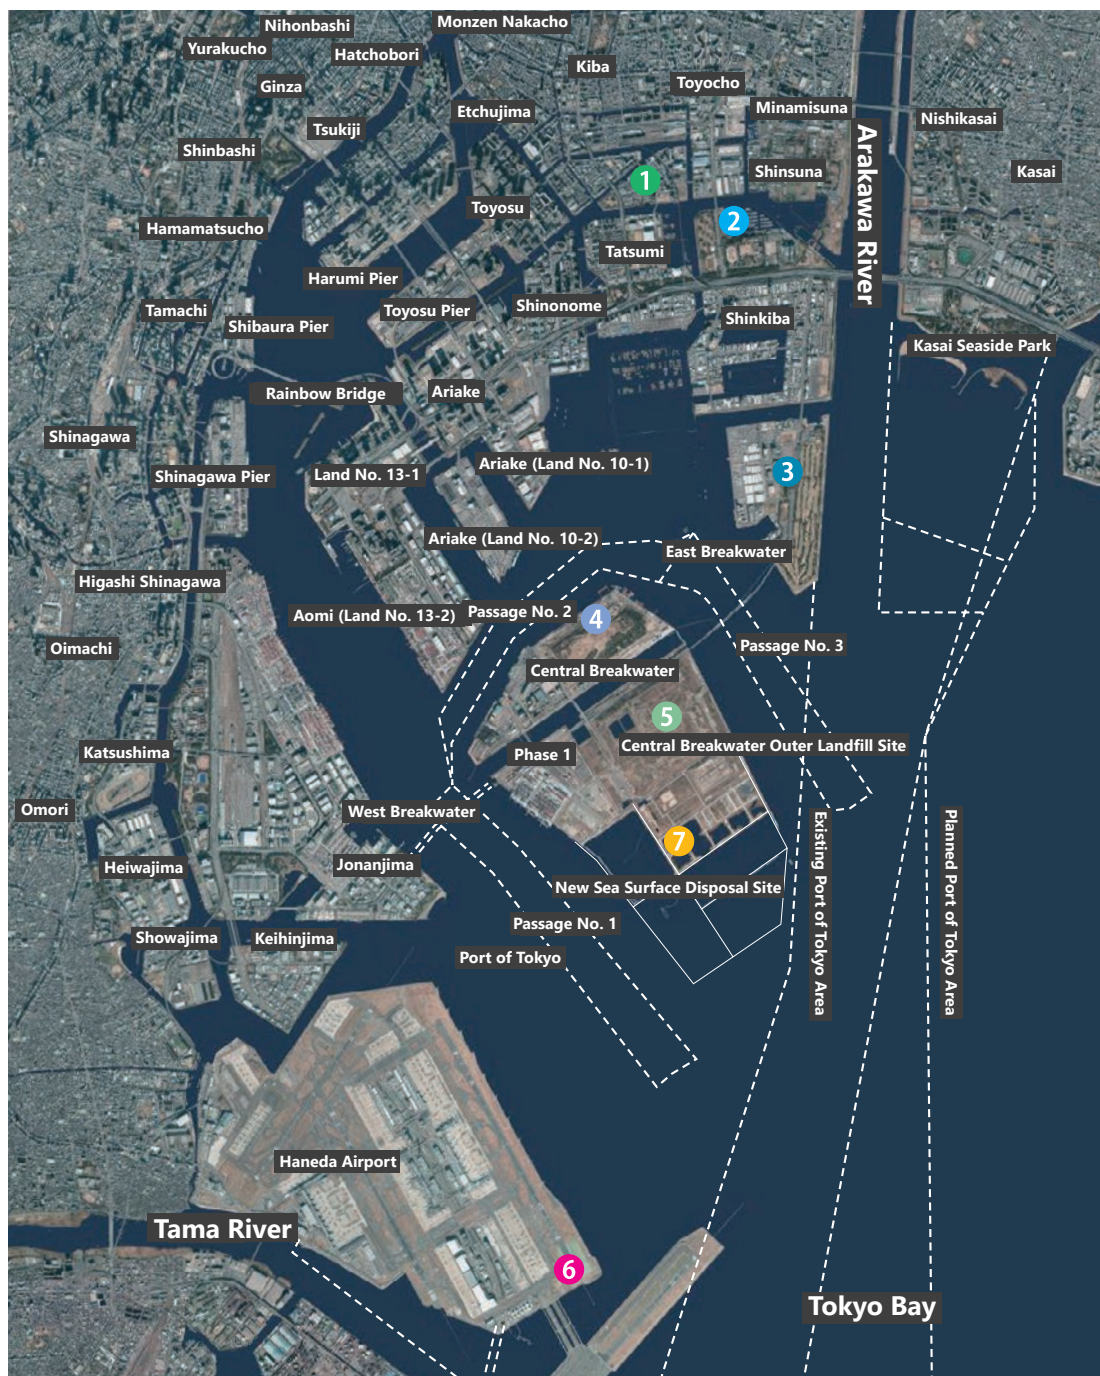 Nihonbashi
Monzen Nakacho
Yurakucho
Hatchobori
Kiba
Ginza
Toyocho
Etchujima
Minamisuna
Nishikasai
Tsukiji
Shinbashi
Arakawa River
1
Shinsuna
Kasai
Toyosu
2
Hamamatsucho
Tatsumi
Harumi Pier
Tamachi
Toyosu Pier
Shinonome
Shibaura Pier
Shinkiba
Kasai Seaside Park
Rainbow Bridge
Ariake
Shinagawa
Ariake (Land No. 10-1)
Shinagawa Pier
Land No. 13-1
3
Ariake (Land No. 10-2)
East Breakwater
Higashi Shinagawa
Aomi (Land No. 13-2)
Passage No. 2
4
Oimachi
Passage No. 3
Central Breakwater
5
Katsushima
Phase 1
Central Breakwater Outer Landfill Site
Omori
West Breakwater
Existing Port of Tokyo Area
Planned Port of Tokyo Area
7
Heiwajima
Jonanjima
New Sea Surface Disposal Site
Passage No. 1
Showajima
Keihinjima
Port of Tokyo
Haneda Airport
Tama River
6
Tokyo Bay